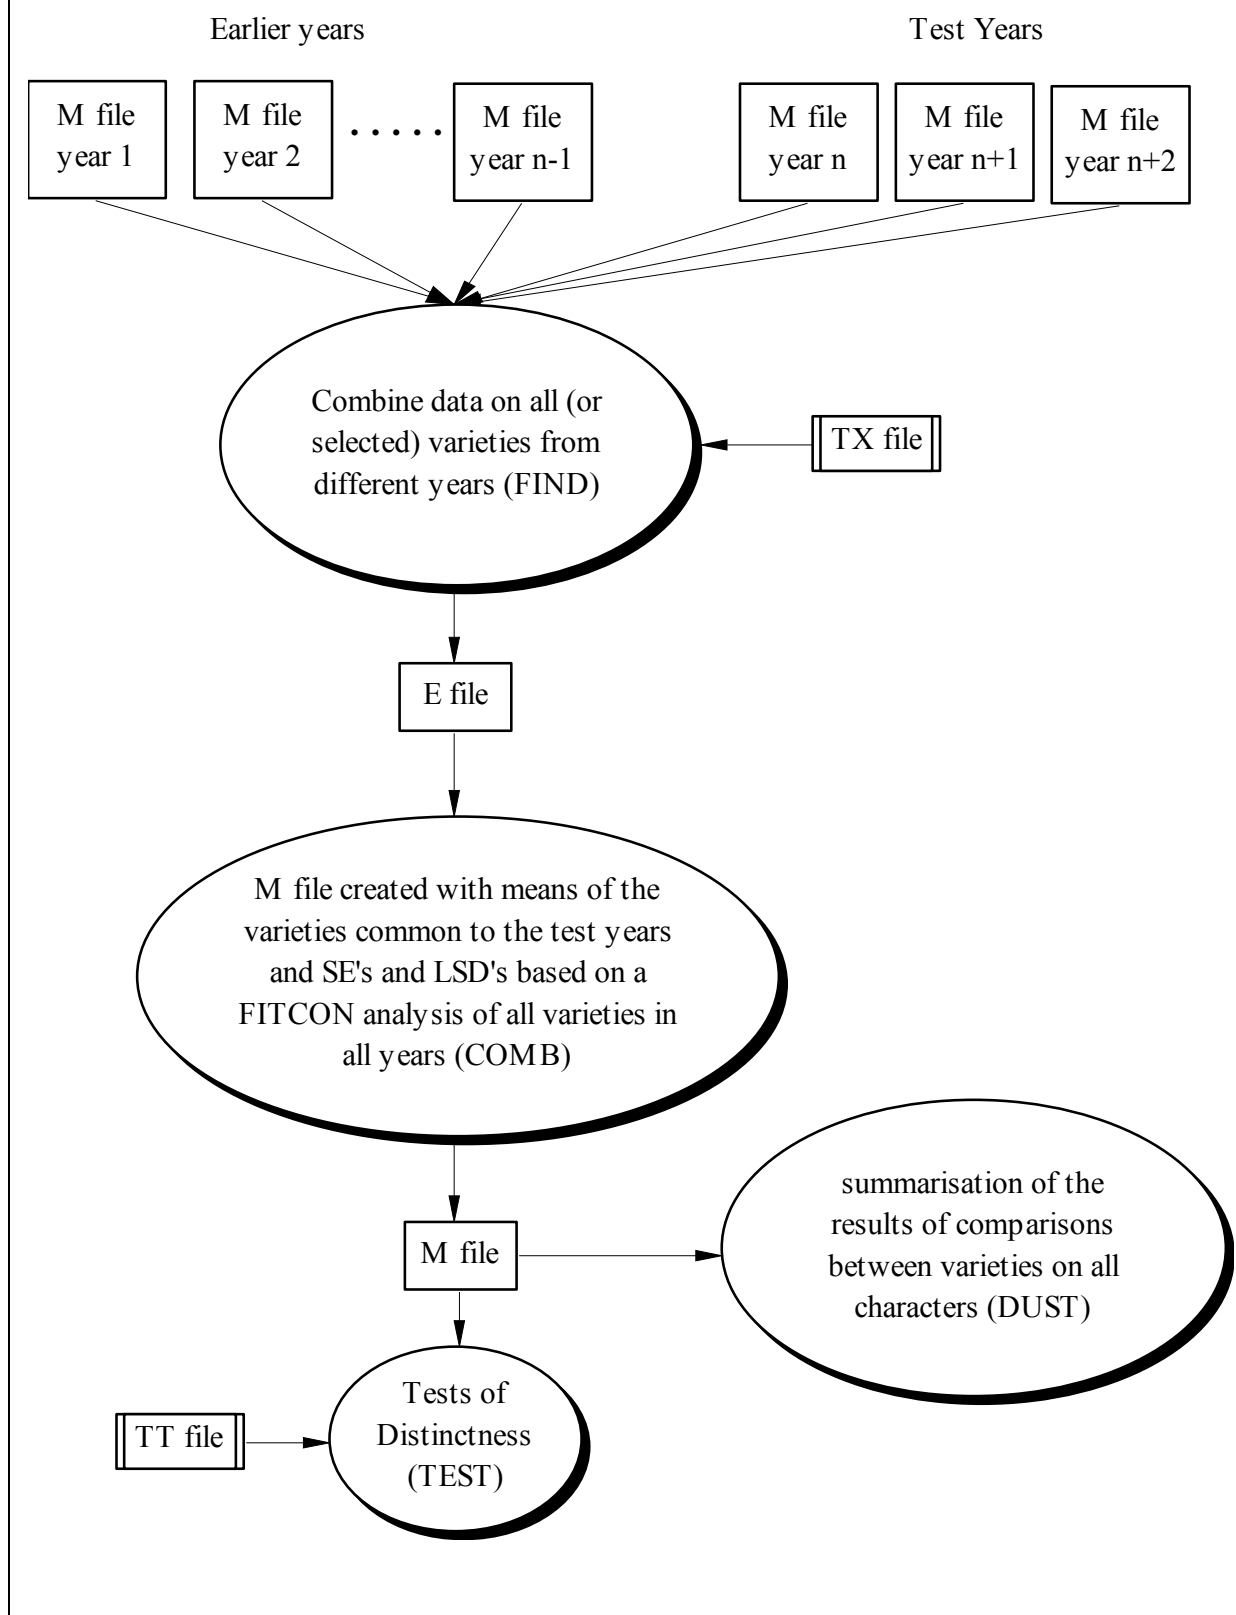 Earlier years
Test Years
M file
year 1
M file
year 2
.....
M file
year n-1
M file
year n
M file
year n+1
M file
year n+2
Combine data on all (or
selected) varieties from
different years (FIND)
TX file
E file
M file created with means of the
varieties common to the test years
and SE's and LSD's based on a
FITCON analysis of all varieties in
all years (COMB)
M file
summarisation of the
results of comparisons
between varieties on all
characters (DUST)
TT file
Tests of
Distinctness
(TEST)